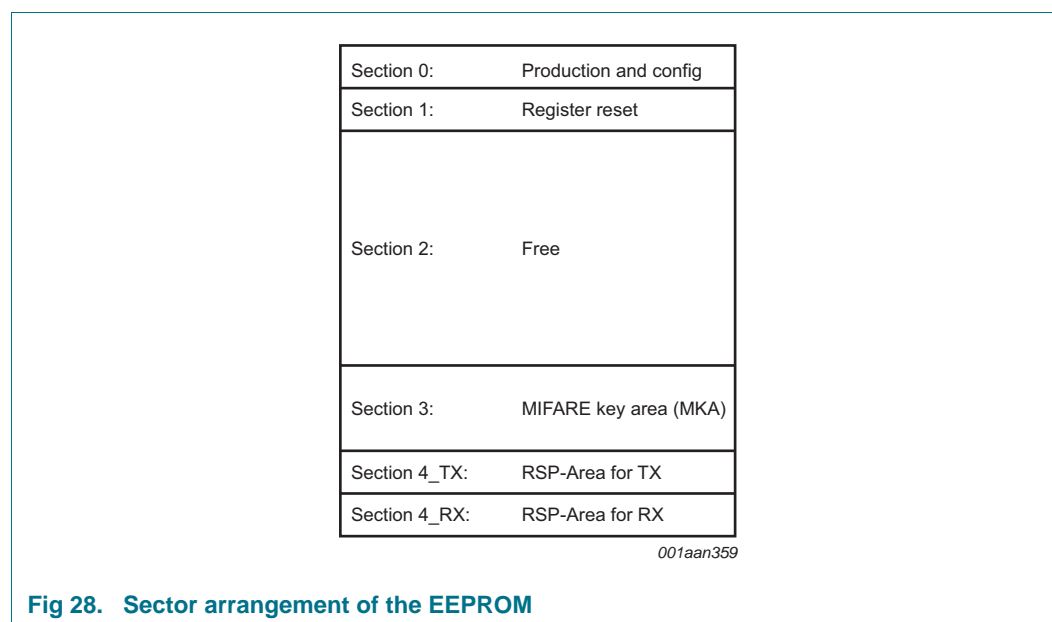 Section 0: Production and config
Section 1: Register reset
Section 2: Free
Section 3: MIFARE key area (MKA)
Section 4_TX: RSP-Area for TX
Section 4_RX: RSP-Area for RX
001aan359
Fig 28. Sector arrangement of the EEPROM